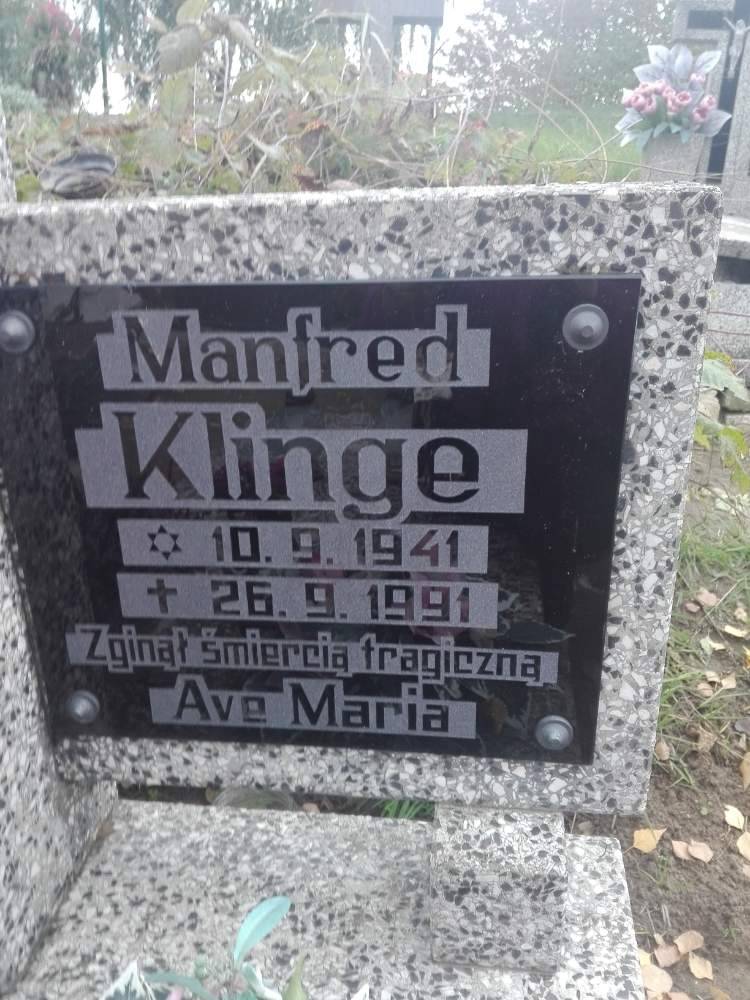 Manfred
Klinge
✡ 10. 9. 1941
✝ 26. 9. 1991
Zginął śmiercią tragiczną
Ave Maria